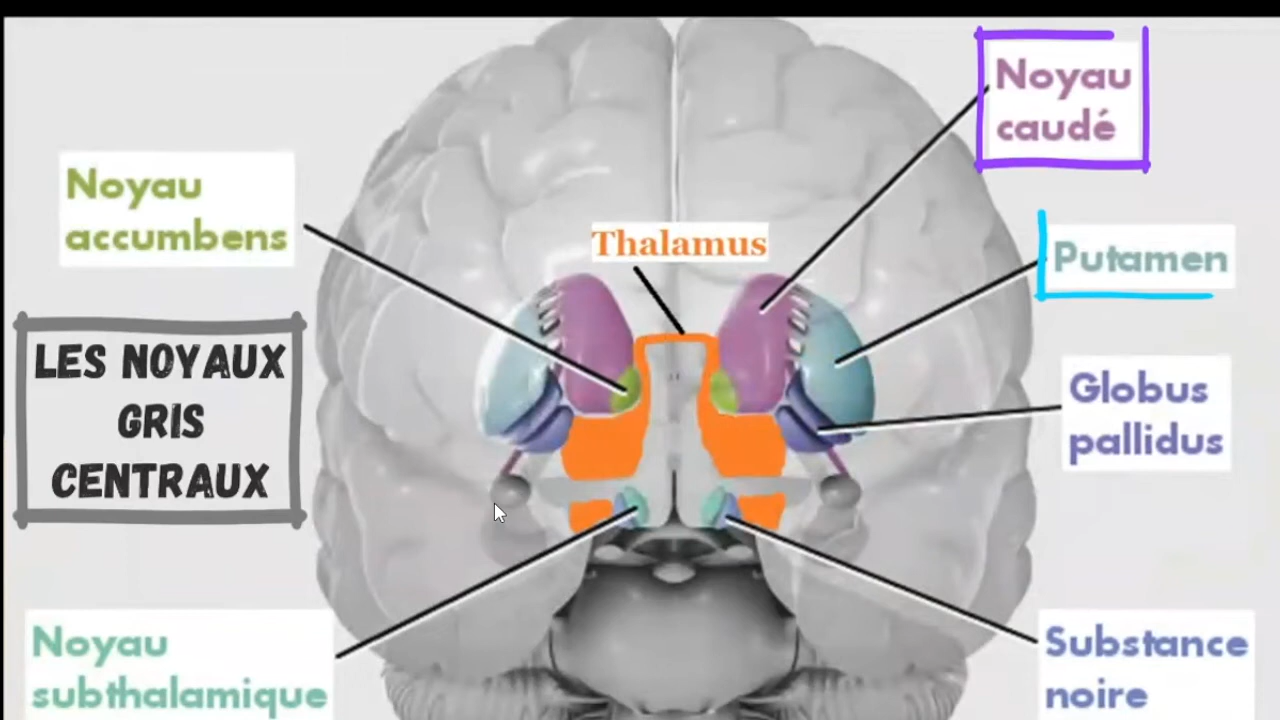 Noyau
caudé
Noyau
accumbens
Thalamus
Putamen
LES NOYAUX
GRIS
CENTRAUX
Globus
pallidus
Noyau
subthalamique
Substance
noire